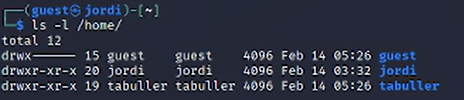 ┌──(guest㉿jordi)-[~]
└─$ ls -l /home/
total 12
drwx------ 15 guest    guest    4096 Feb 14 05:26 guest
drwxr-xr-x 20 jordi    jordi    4096 Feb 14 03:32 jordi
drwxr-xr-x 19 tabuller tabuller 4096 Feb 14 05:26 tabuller